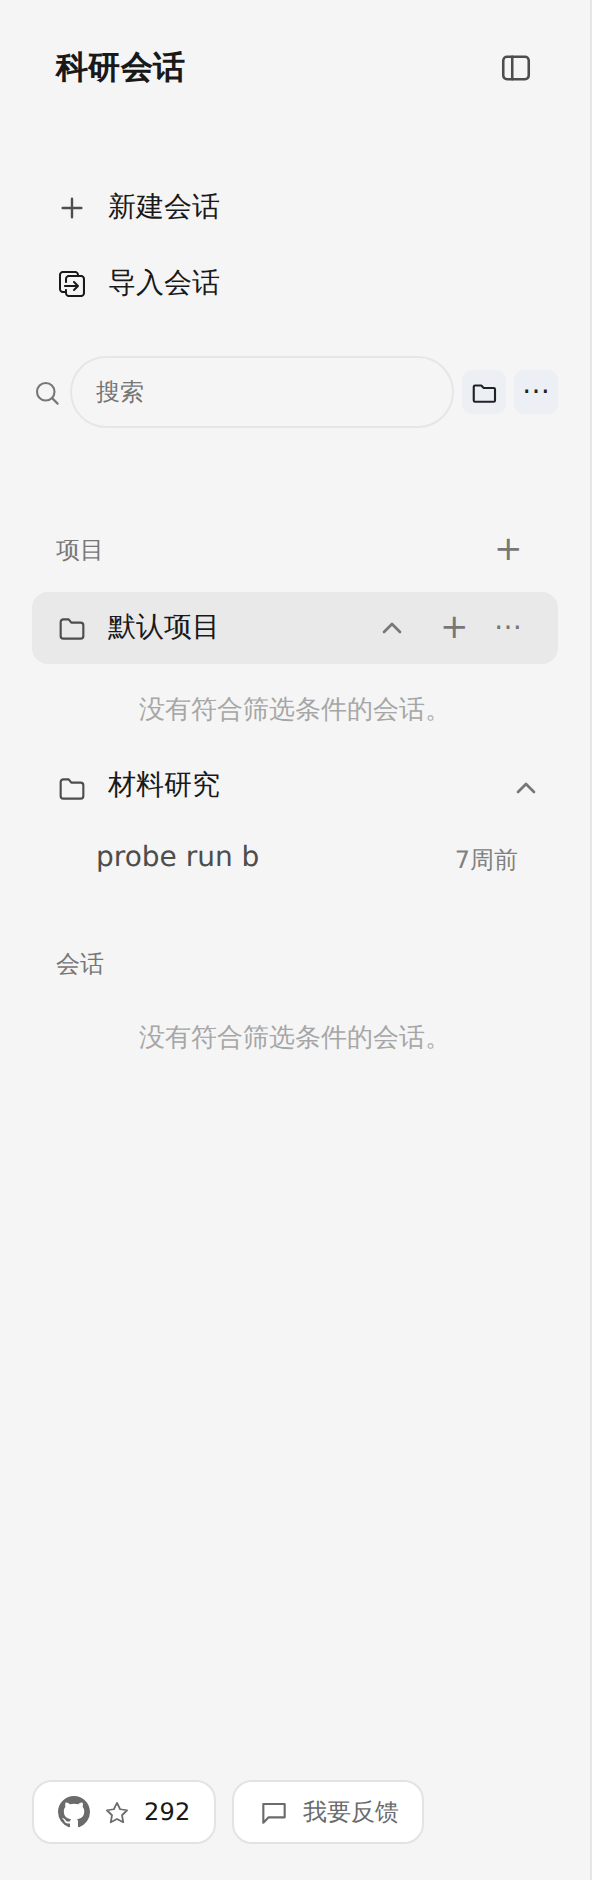 科研会话
新建会话
导入会话
搜索
项目
默认项目
没有符合筛选条件的会话。
材料研究
probe run b 7周前
会话
没有符合筛选条件的会话。
292 我要反馈